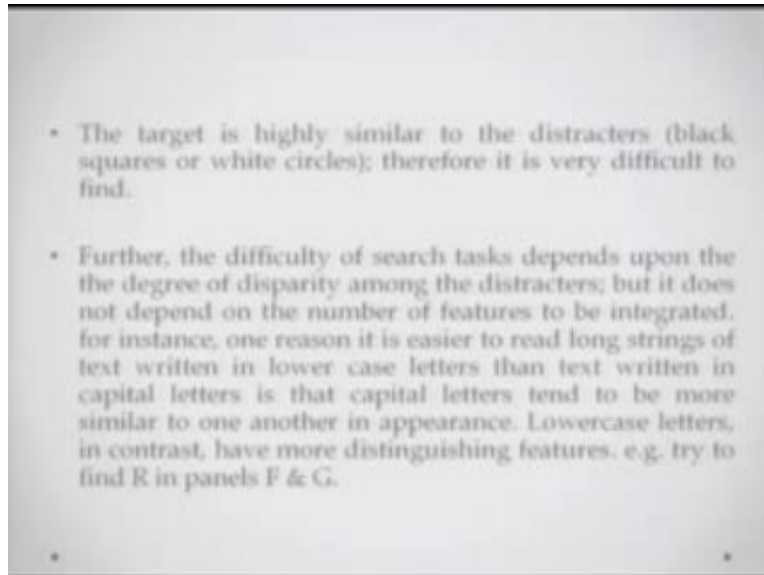 • The target is highly similar to the distracters (black
squares or white circles); therefore it is very difficult to
find.
• Further, the difficulty of search tasks depends upon the
the degree of disparity among the distracters; but it does
not depend on the number of features to be integrated.
for instance, one reason it is easier to read long strings of
text written in lower case letters than text written in
capital letters is that capital letters tend to be more
similar to one another in appearance. Lowercase letters,
in contrast, have more distinguishing features. e.g. try to
find R in panels F & G.